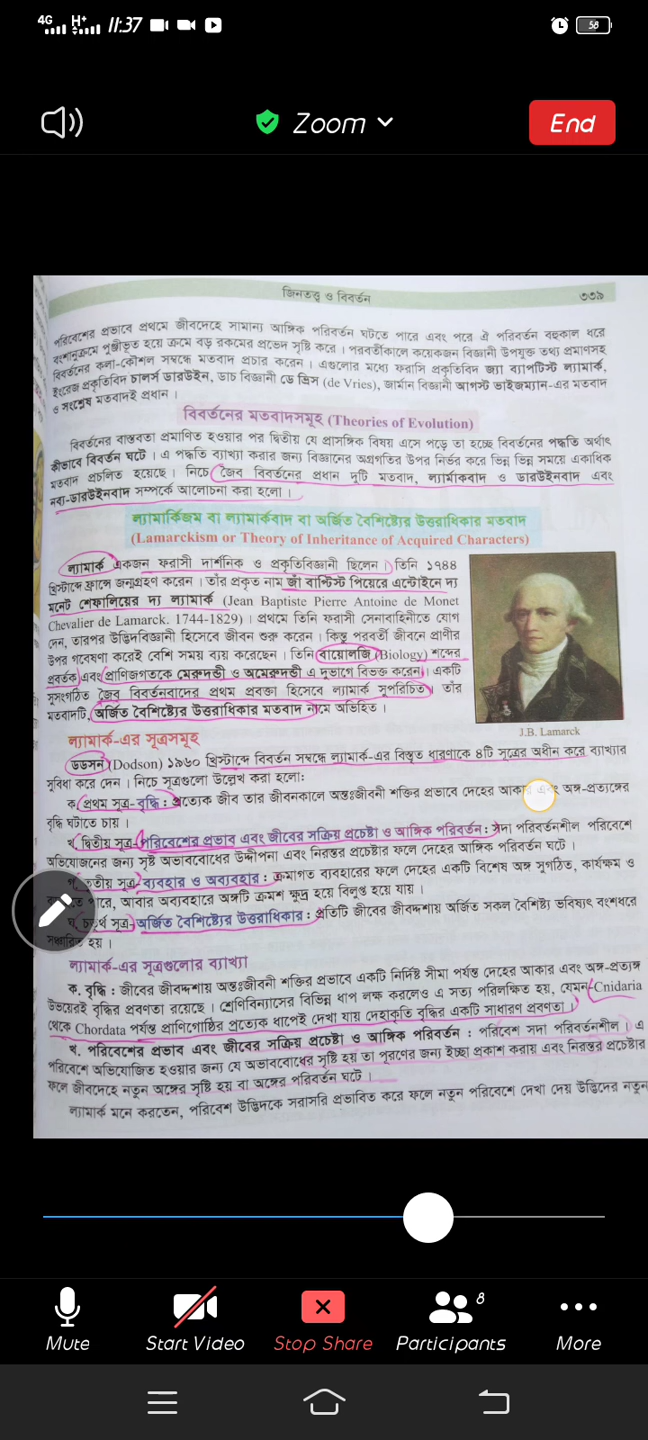 4G H+ 11:37 58
Zoom
End
জিনতত্ত্ব ও বিবর্তন ৩৩৯
পরিবেশের প্রভাবে প্রথমে জীবদেহে সামান্য আঙ্গিক পরিবর্তন ঘটতে পারে এবং পরে ঐ পরিবর্তন বহুকাল ধরে
বংশানুক্রমে পুঞ্জীভূত হয়ে ক্রমে বড় রকমের প্রভেদ সৃষ্টি করে । পরবর্তীকালে কয়েকজন বিজ্ঞানী উপযুক্ত তথ্য প্রমাণসহ
বিবর্তনের কলা-কৌশল সম্বন্ধে মতবাদ প্রচার করেন । এগুলোর মধ্যে ফরাসি প্রকৃতিবিদ জ্যা ব্যাপটিস্ট ল্যামার্ক,
ইংরেজ প্রকৃতিবিদ চার্লস ডারউইন, ডাচ বিজ্ঞানী ডে ভ্রিস (de Vries), জার্মান বিজ্ঞানী আগস্ট ভাইজম্যান-এর মতবাদ
ও সংশ্লেষ মতবাদই প্রধান ।
বিবর্তনের মতবাদসমূহ (Theories of Evolution)
বিবর্তনের বাস্তবতা প্রমাণিত হওয়ার পর দ্বিতীয় যে প্রাসঙ্গিক বিষয় এসে পড়ে তা হচ্ছে বিবর্তনের পদ্ধতি অর্থাৎ
কীভাবে বিবর্তন ঘটে । এ পদ্ধতি ব্যাখ্যা করার জন্য বিজ্ঞানের অগ্রগতির উপর নির্ভর করে ভিন্ন ভিন্ন সময়ে একাধিক
মতবাদ প্রচলিত হয়েছে । নিচে জৈব বিবর্তনের প্রধান দুটি মতবাদ, ল্যার্মাকবাদ ও ডারউইনবাদ এবং
নব্য-ডারউইনবাদ সম্পর্কে আলোচনা করা হলো ।
ল্যামার্কিজম বা ল্যামার্কবাদ বা অর্জিত বৈশিষ্ট্যের উত্তরাধিকার মতবাদ
(Lamarckism or Theory of Inheritance of Acquired Characters)
ল্যামার্ক একজন ফরাসী দার্শনিক ও প্রকৃতিবিজ্ঞানী ছিলেন । তিনি ১৭৪৪
খ্রিস্টাব্দে ফ্রান্সে জন্মগ্রহণ করেন । তাঁর প্রকৃত নাম জাঁ বাপ্টিস্ট পিয়েরে এন্টোইনে দ্য
মনেট শেফালিয়ের দ্য ল্যামার্ক (Jean Baptiste Pierre Antoine de Monet
Chevalier de Lamarck. 1744-1829) । প্রথমে তিনি ফরাসী সেনাবাহিনীতে যোগ
দেন, তারপর উদ্ভিদবিজ্ঞানী হিসেবে জীবন শুরু করেন । কিন্তু পরবর্তী জীবনে প্রাণীর
উপর গবেষণা করেই বেশি সময় ব্যয় করেছেন । তিনি বায়োলজি (Biology) শব্দের
প্রবর্তক এবং প্রাণিজগতকে মেরুদন্ডী ও অমেরুদন্ডী এ দুভাগে বিভক্ত করেন । একটি
সুসংগঠিত জৈব বিবর্তনবাদের প্রথম প্রবক্তা হিসেবে ল্যামার্ক সুপরিচিত । তাঁর
মতবাদটি, অর্জিত বৈশিষ্ট্যের উত্তরাধিকার মতবাদ নামে অভিহিত ।
J.B. Lamarck
ল্যামার্ক-এর সূত্রসমূহ
ডডসন (Dodson) ১৯৬০ খ্রিস্টাব্দে বিবর্তন সম্বন্ধে ল্যামার্ক-এর বিস্তৃত ধারণাকে ৪টি সূত্রের অধীন করে ব্যাখ্যার
সুবিধা করে দেন । নিচে সূত্রগুলো উল্লেখ করা হলো:
ক. প্রথম সূত্র-বৃদ্ধি : প্রত্যেক জীব তার জীবনকালে অন্তঃজীবনী শক্তির প্রভাবে দেহের আকার এবং অঙ্গ-প্রত্যঙ্গের
বৃদ্ধি ঘটাতে চায় ।
খ. দ্বিতীয় সূত্র-পরিবেশের প্রভাব এবং জীবের সক্রিয় প্রচেষ্টা ও আঙ্গিক পরিবর্তন : সদা পরিবর্তনশীল পরিবেশে
অভিযোজনের জন্য সৃষ্ট অভাববোধের উদ্দীপনা এবং নিরন্তর প্রচেষ্টার ফলে দেহের আঙ্গিক পরিবর্তন ঘটে ।
তৃতীয় সূত্র-ব্যবহার ও অব্যবহার : ক্রমাগত ব্যবহারের ফলে দেহের একটি বিশেষ অঙ্গ সুগঠিত, কার্যক্ষম ও
পারে, আবার অব্যবহারে অঙ্গটি ক্রমশ ক্ষুদ্র হয়ে বিলুপ্ত হয়ে যায় ।
ঘ. চতুর্থ সূত্র-অর্জিত বৈশিষ্ট্যের উত্তরাধিকার : প্রতিটি জীবের জীবদ্দশায় অর্জিত সকল বৈশিষ্ট্য ভবিষ্যৎ বংশধরে
সঞ্চারিত হয় ।
ল্যামার্ক-এর সূত্রগুলোর ব্যাখ্যা
ক. বৃদ্ধি : জীবের জীবদ্দশায় অন্তঃজীবনী শক্তির প্রভাবে একটি নির্দিষ্ট সীমা পর্যন্ত দেহের আকার এবং অঙ্গ-প্রত্যঙ্গ
উভয়েরই বৃদ্ধির প্রবণতা রয়েছে । শ্রেণিবিন্যাসের বিভিন্ন ধাপ লক্ষ করলেও এ সত্য পরিলক্ষিত হয়, যেমন- Cnidaria
থেকে Chordata পর্যন্ত প্রাণিগোষ্ঠির প্রত্যেক ধাপেই দেখা যায় দেহাকৃতি বৃদ্ধির একটি সাধারণ প্রবণতা ।
খ. পরিবেশের প্রভাব এবং জীবের সক্রিয় প্রচেষ্টা ও আঙ্গিক পরিবর্তন : পরিবেশ সদা পরিবর্তনশীল । এ
পরিবেশে অভিযোজিত হওয়ার জন্য যে অভাববোধের সৃষ্টি হয় তা পূরণের জন্য ইচ্ছা প্রকাশ করায় এবং নিরন্তর প্রচেষ্টার
ফলে জীবদেহে নতুন অঙ্গের সৃষ্টি হয় বা অঙ্গের পরিবর্তন ঘটে ।
ল্যামার্ক মনে করতেন, পরিবেশ উদ্ভিদকে সরাসরি প্রভাবিত করে ফলে নতুন পরিবেশে দেখা দেয় উদ্ভিদের নতুন
Mute Start Video Stop Share Participants 8 More